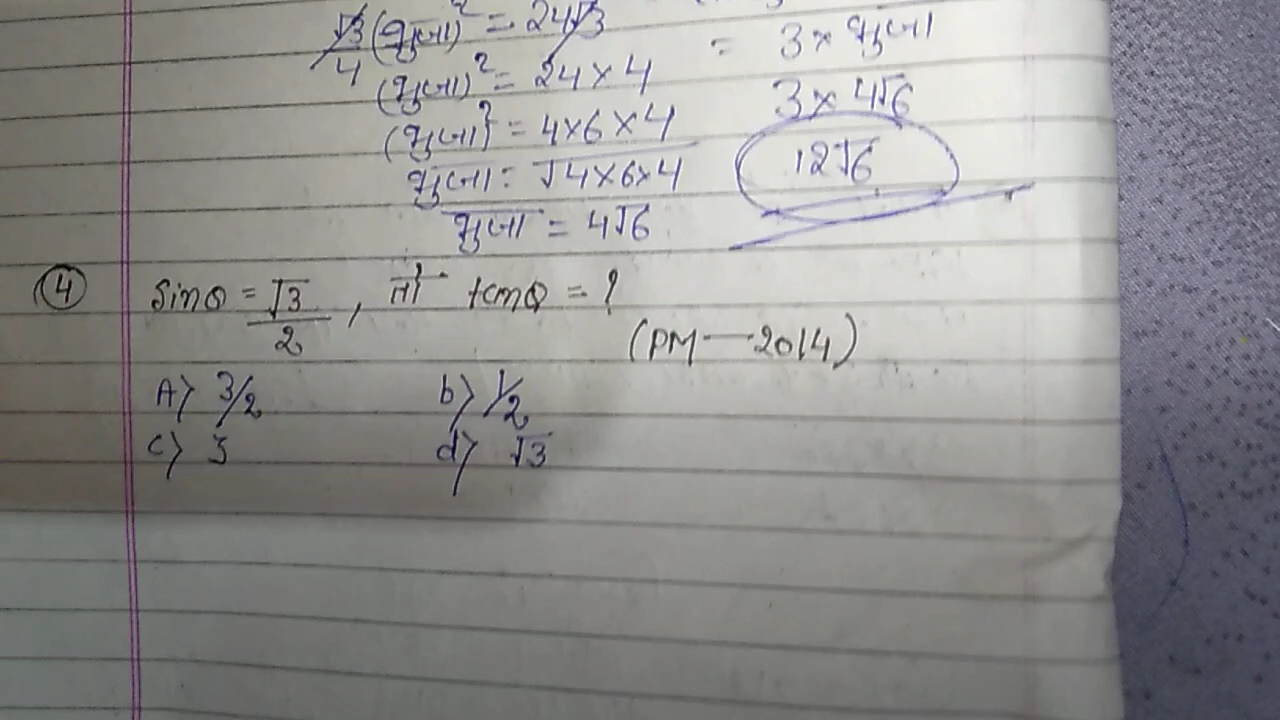 √3/4 (भुजा)² = 24√3
= 3 × भुजा
(भुजा)² = 24 × 4
3 × 4√6
(भुजा)² = 4×6×4
12√6
भुजा = √4×6×4
भुजा = 4√6
(4) sinθ = √3/2, तो tanθ = ?
(PM—2014)
A) 3/2 b) 1/2
c) 3 d) √3